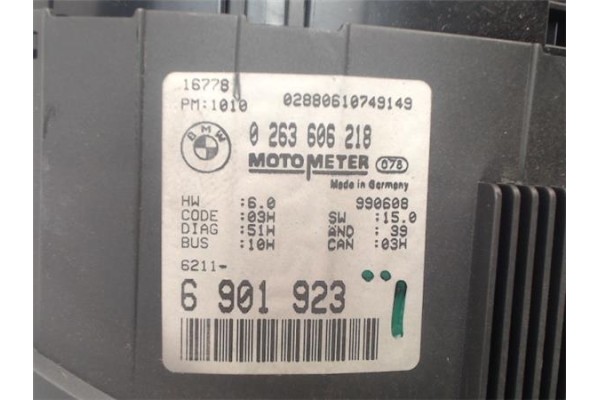 16778
PM:1010 02880610749149
BMW 0 263 606 218
MOTOMETER 078
Made in Germany
HW :6.0 990608
CODE :03H SW :15.0
DIAG :51H ÄND : 39
BUS :10H CAN :03H
6211-
6 901 923